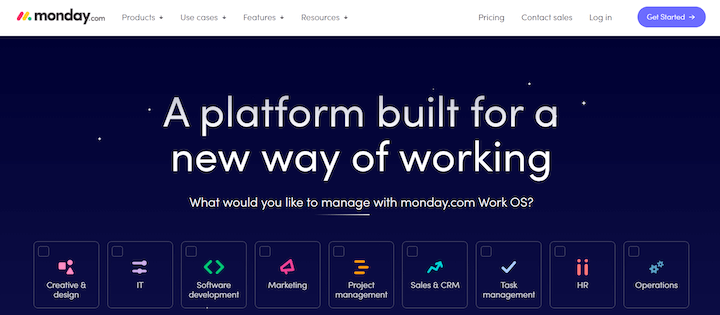 monday.com
Products +
Use cases +
Features +
Resources +
Pricing
Contact sales
Log in
Get Started →
A platform built for a
new way of working
What would you like to manage with monday.com Work OS?
Creative &
design
IT
Software
development
Marketing
Project
management
Sales & CRM
Task
management
HR
Operations